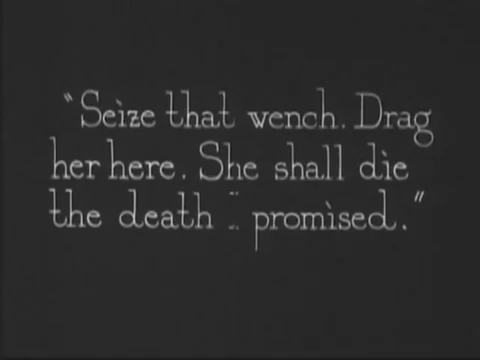 "Seize that wench. Drag
her here. She shall die
the death I promised."